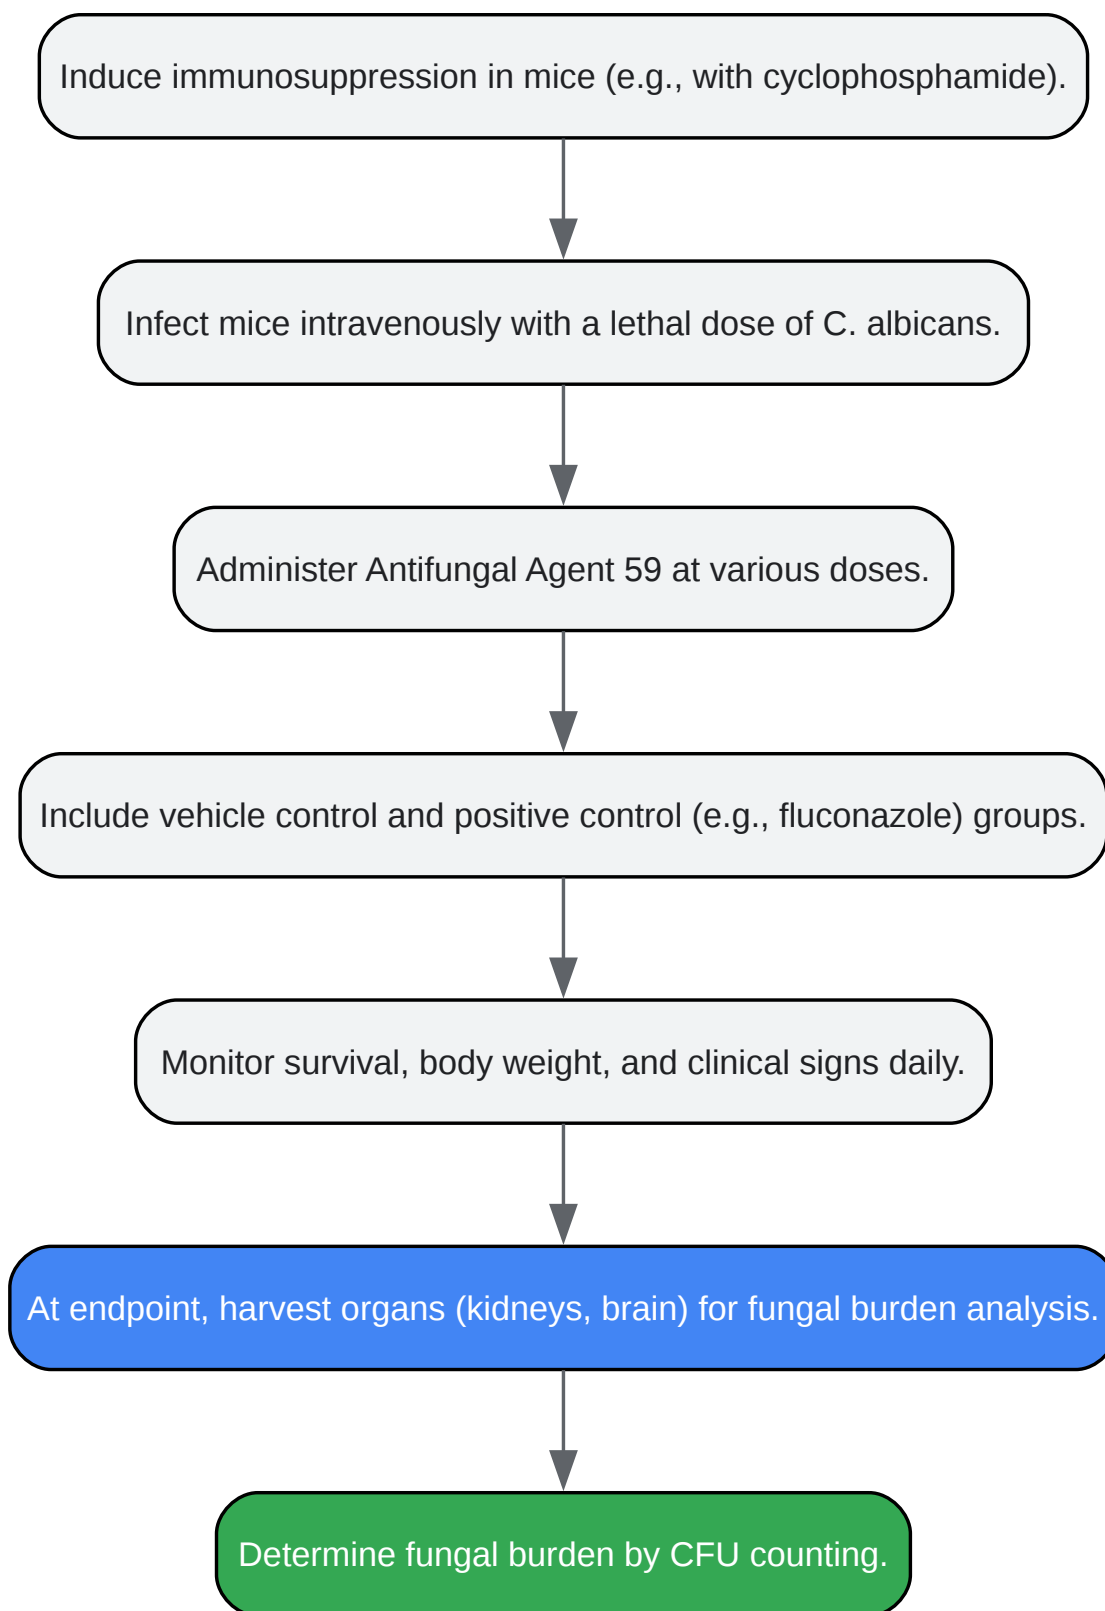 Induce immunosuppression in mice (e.g., with cyclophosphamide).
Infect mice intravenously with a lethal dose of C. albicans.
Administer Antifungal Agent 59 at various doses.
Include vehicle control and positive control (e.g., fluconazole) groups.
Monitor survival, body weight, and clinical signs daily.
At endpoint, harvest organs (kidneys, brain) for fungal burden analysis.
Determine fungal burden by CFU counting.